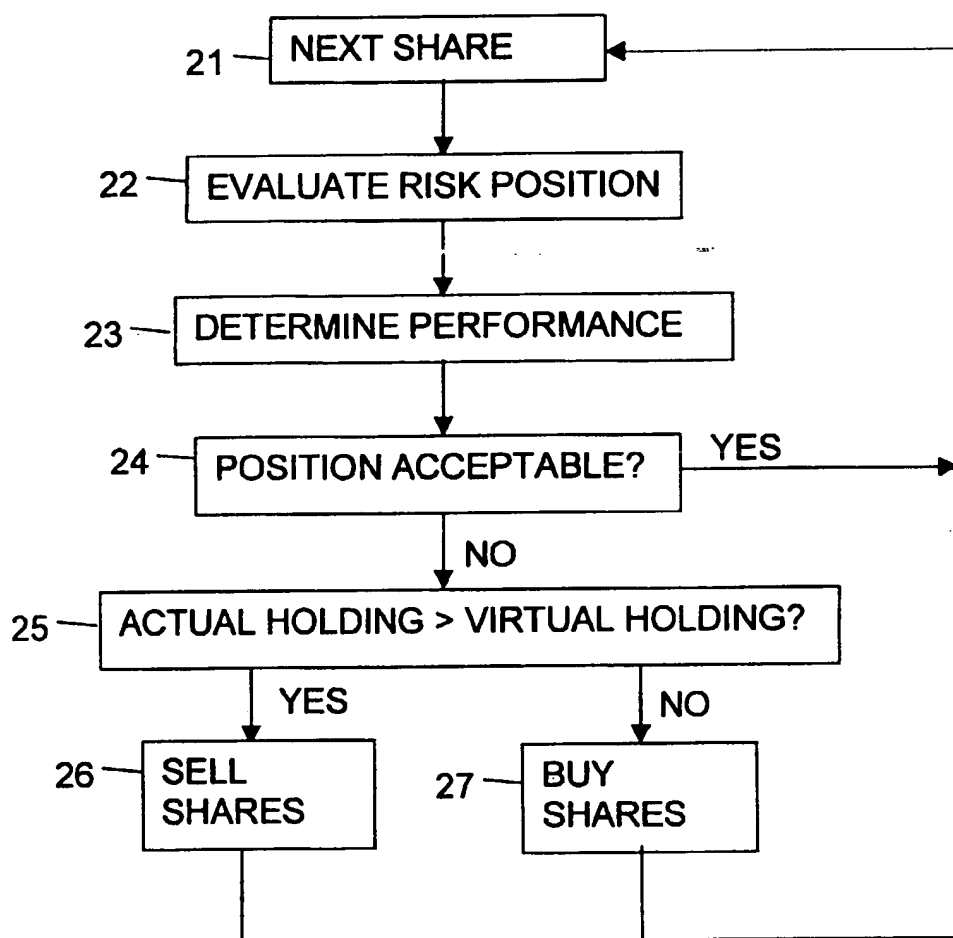 21
NEXT SHARE
22
EVALUATE RISK POSITION
23
DETERMINE PERFORMANCE
24
POSITION ACCEPTABLE?
YES
NO
25
ACTUAL HOLDING > VIRTUAL HOLDING?
YES
NO
26
SELL
SHARES
27
BUY
SHARES